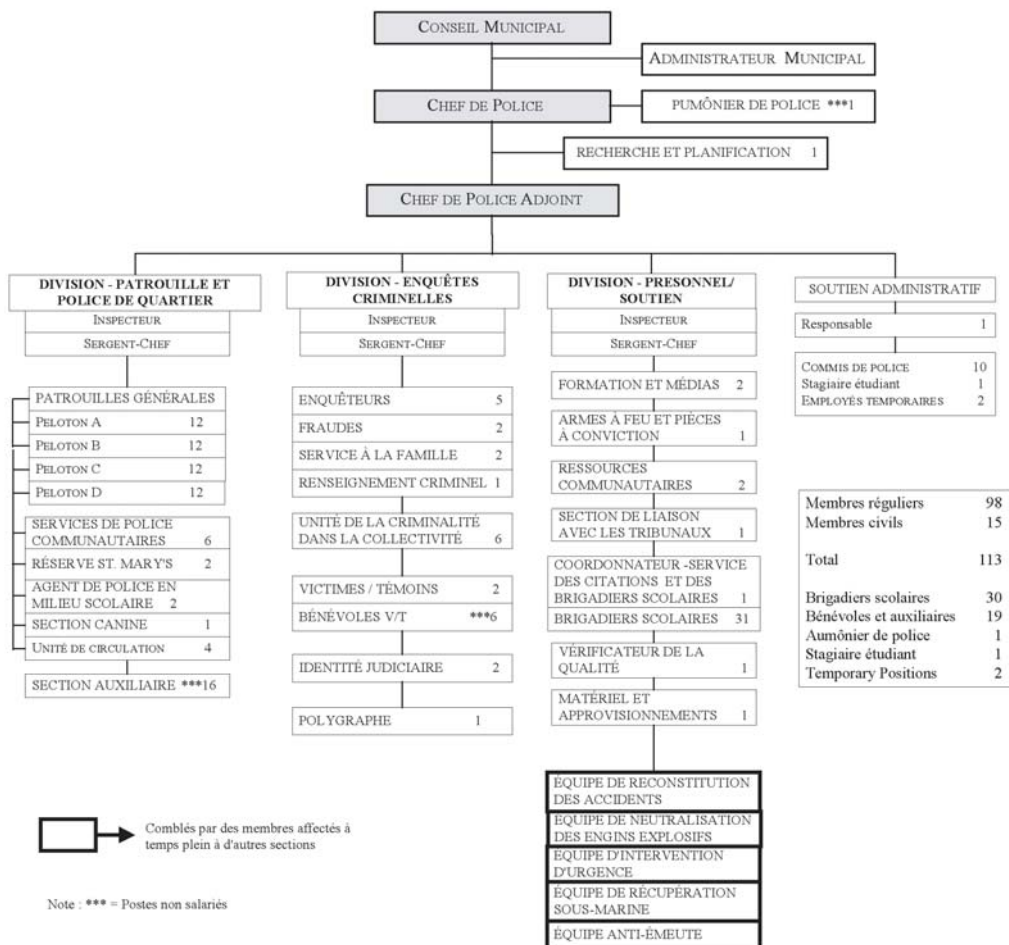 CONSEIL MUNICIPAL
ADMINISTRATEUR MUNICIPAL
CHEF DE POLICE
PUMÔNIER DE POLICE ***1
RECHERCHE ET PLANIFICATION 1
CHEF DE POLICE ADJOINT
DIVISION - PATROUILLE ET
POLICE DE QUARTIER
INSPECTEUR
SERGENT-CHEF
PATROUILLES GÉNÉRALES
PELOTON A 12
PELOTON B 12
PELOTON C 12
PELOTON D 12
SERVICES DE POLICE
COMMUNAUTAIRES 6
RÉSERVE ST. MARY'S 2
AGENT DE POLICE EN
MILIEU SCOLAIRE 2
SECTION CANINE 1
UNITÉ DE CIRCULATION 4
SECTION AUXILIAIRE ***16
DIVISION - ENQUÊTES
CRIMINELLES
INSPECTEUR
SERGENT-CHEF
ENQUÊTEURS 5
FRAUDES 2
SERVICE À LA FAMILLE 2
RENSEIGNEMENT CRIMINEL 1
UNITÉ DE LA CRIMINALITÉ
DANS LA COLLECTIVITÉ 6
VICTIMES / TÉMOINS 2
BÉNÉVOLES V/T ***6
IDENTITÉ JUDICIAIRE 2
POLYGRAPHE 1
DIVISION - PRESONNEL/
SOUTIEN
INSPECTEUR
SERGENT-CHEF
FORMATION ET MÉDIAS 2
ARMES À FEU ET PIÈCES
À CONVICTION 1
RESSOURCES
COMMUNAUTAIRES 2
SECTION DE LIAISON
AVEC LES TRIBUNAUX 1
COORDONNATEUR -SERVICE
DES CITATIONS ET DES
BRIGADIERS SCOLAIRES 1
BRIGADIERS SCOLAIRES 31
VÉRIFICATEUR DE LA
QUALITÉ 1
MATÉRIEL ET
APPROVISIONNEMENTS 1
ÉQUIPE DE RECONSTITUTION
DES ACCIDENTS
ÉQUIPE DE NEUTRALISATION
DES ENGINS EXPLOSIFS
ÉQUIPE D'INTERVENTION
D'URGENCE
ÉQUIPE DE RÉCUPÉRATION
SOUS-MARINE
ÉQUIPE ANTI-ÉMEUTE
SOUTIEN ADMINISTRATIF
Responsable 1
COMMIS DE POLICE 10
Stagiaire étudiant 1
EMPLOYÉS TEMPORAIRES 2
Membres réguliers 98
Membres civils 15
Total 113
Brigadiers scolaires 30
Bénévoles et auxiliaires 19
Aumônier de police 1
Stagiaire étudiant 1
Temporary Positions 2
Comblés par des membres affectés à
temps plein à d'autres sections
Note : *** = Postes non salariés